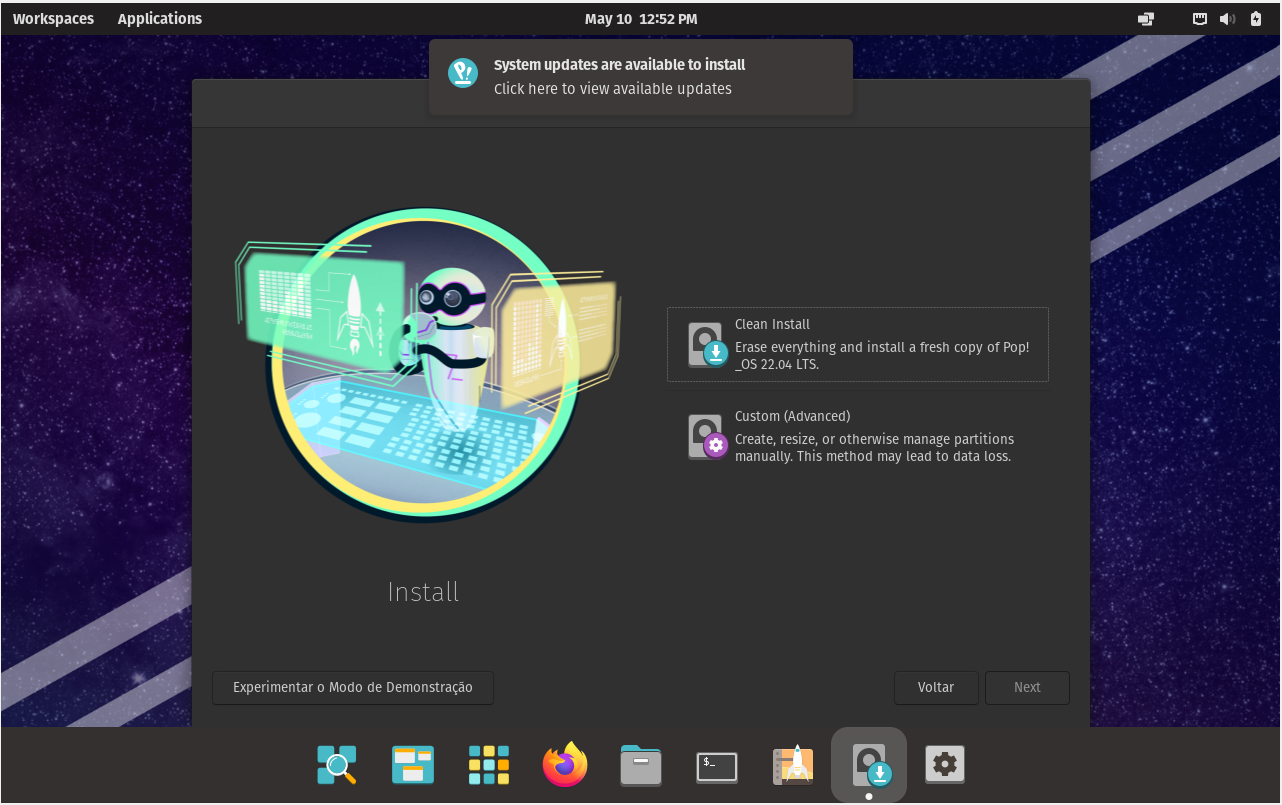 Workspaces Applications May 10 12:52 PM
System updates are available to install
Click here to view available updates
Clean Install
Erase everything and install a fresh copy of Pop!
_OS 22.04 LTS.
Custom (Advanced)
Create, resize, or otherwise manage partitions
manually. This method may lead to data loss.
Install
Experimentar o Modo de Demonstração Voltar Next
$_